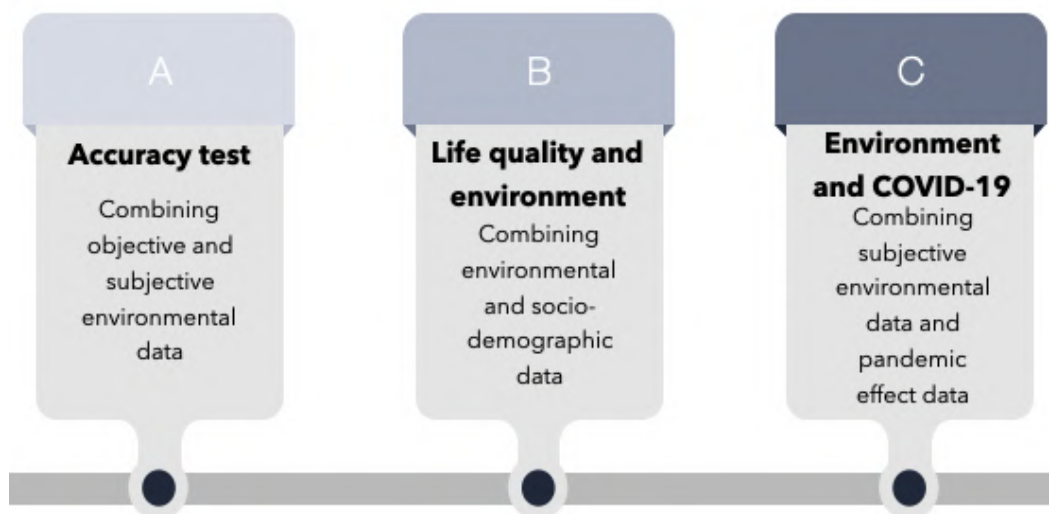 A
Accuracy test
Combining
objective and
subjective
environmental
data
B
Life quality and
environment
Combining
environmental
and socio-
demographic
data
C
Environment
and COVID-19
Combining
subjective
environmental
data and
pandemic
effect data